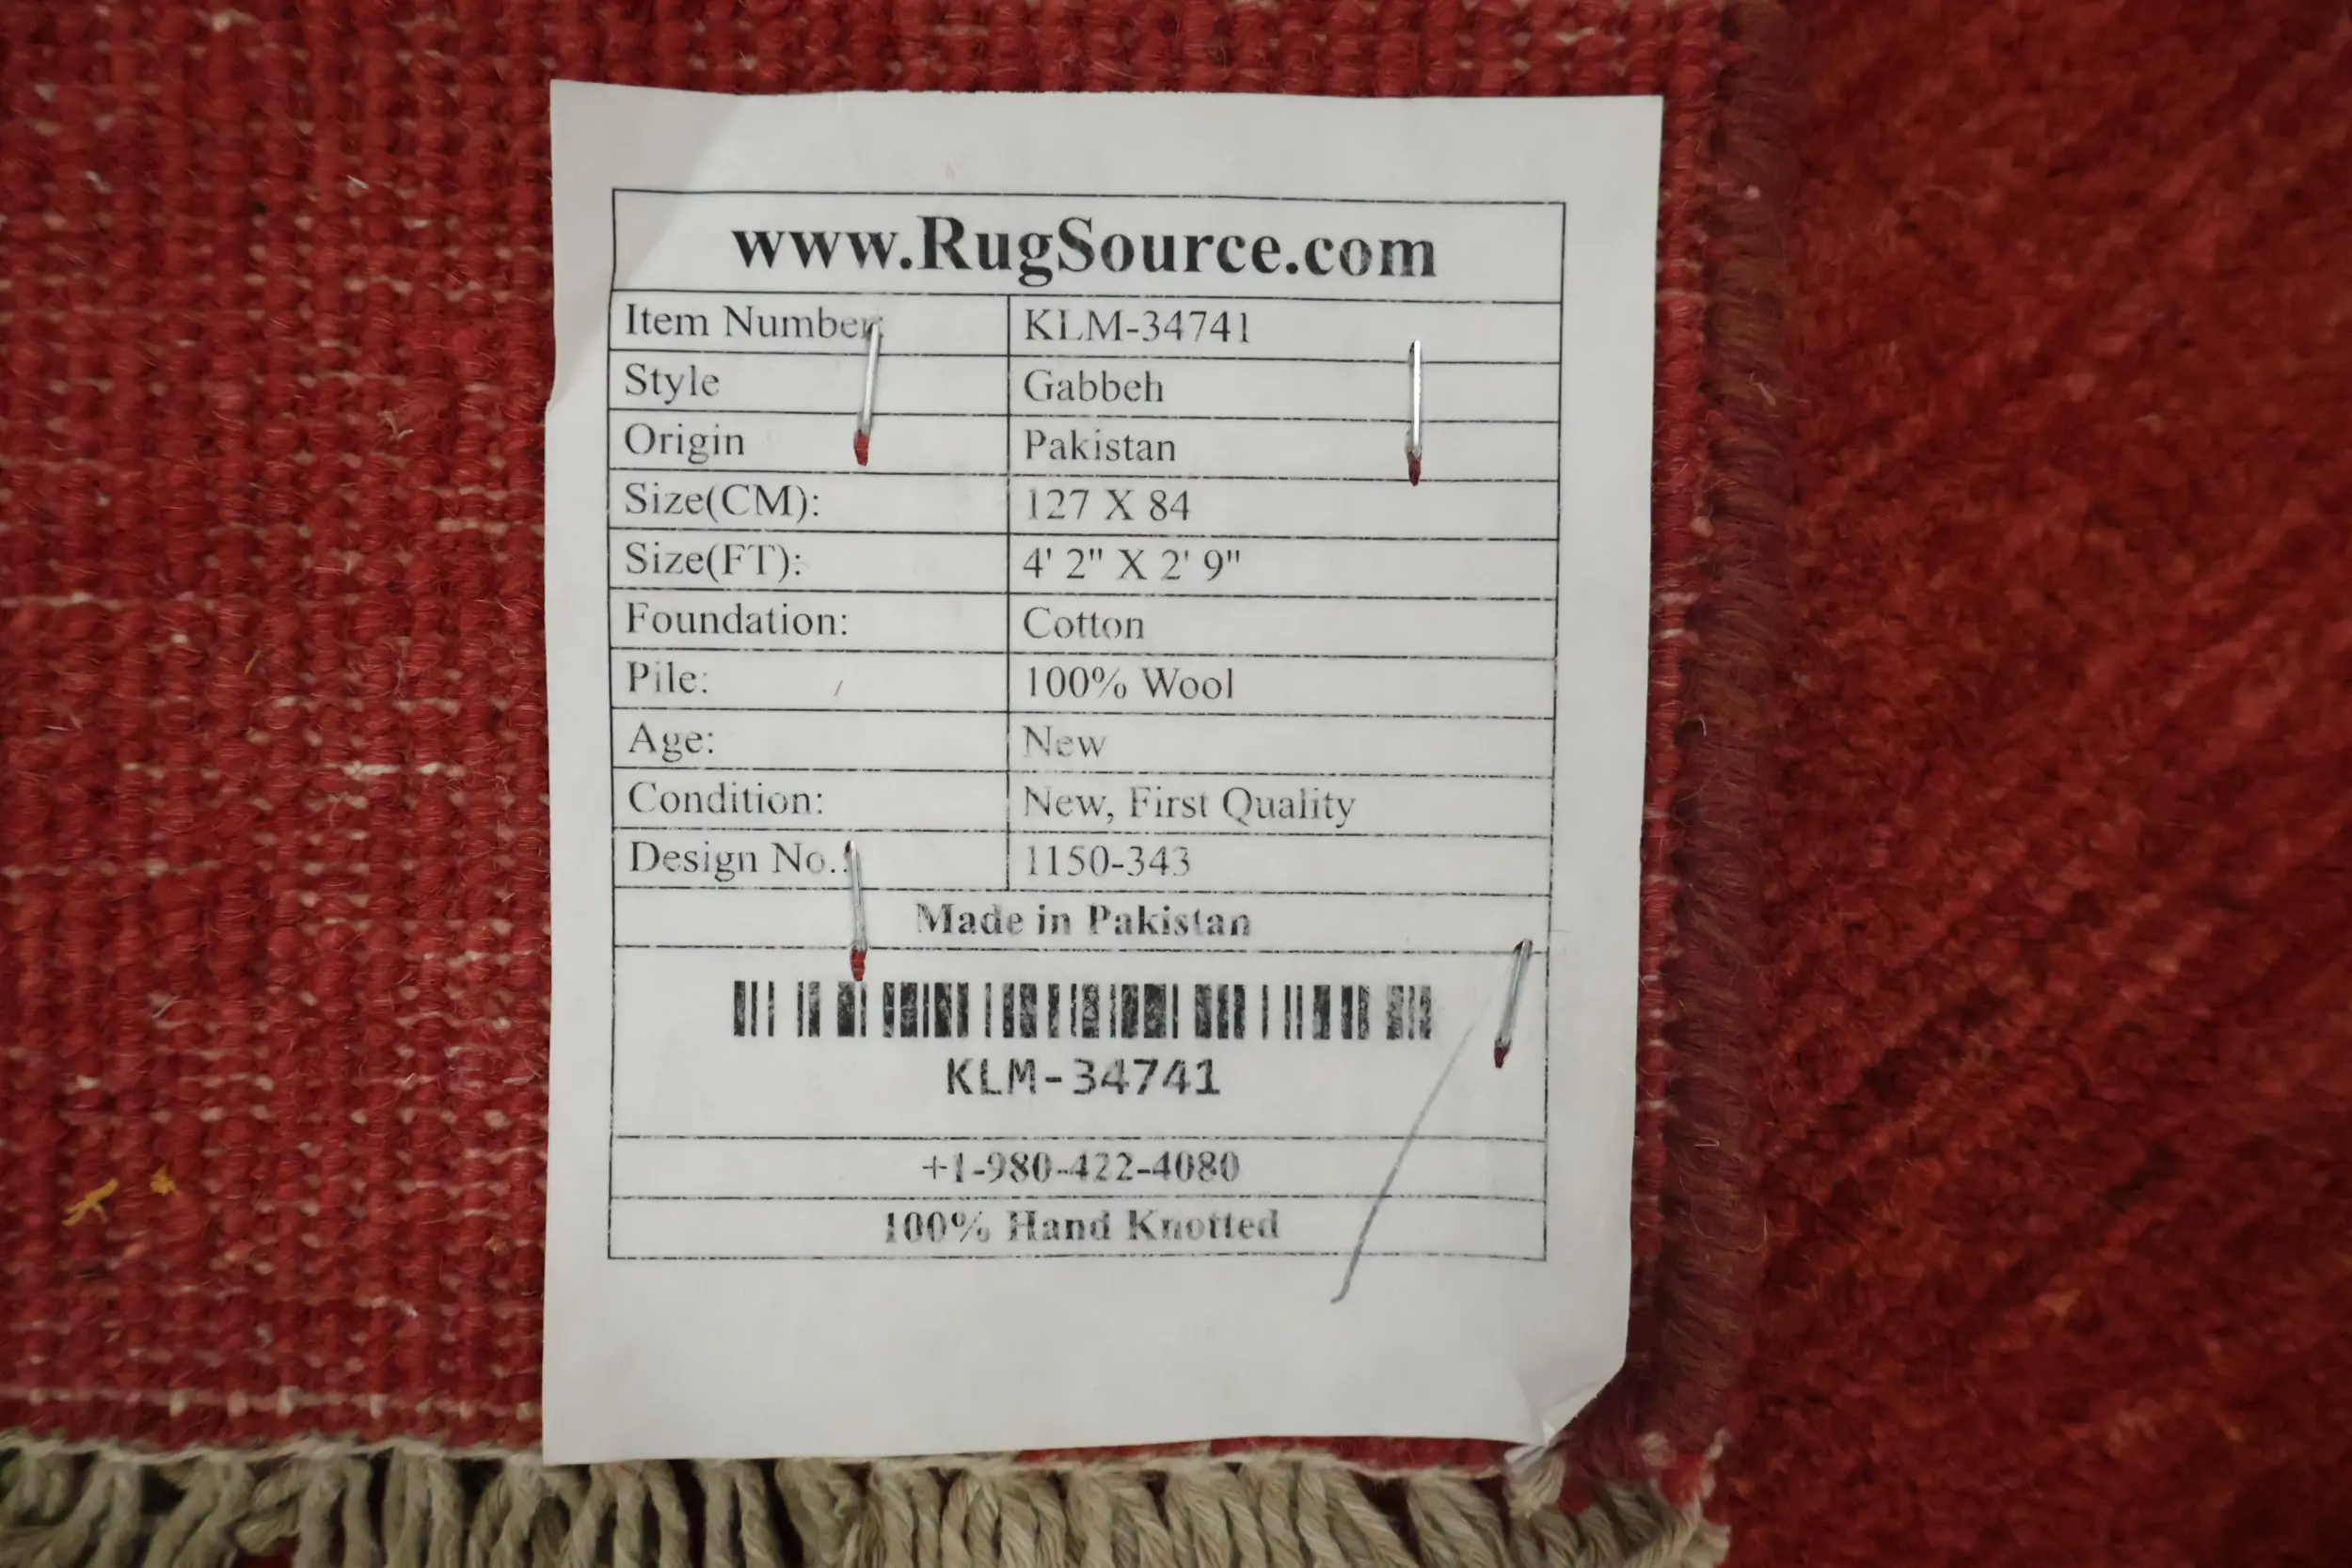 www.RugSource.com
Item Number: KLM-34741
Style Gabbeh
Origin Pakistan
Size(CM): 127 X 84
Size(FT): 4' 2" X 2' 9"
Foundation: Cotton
Pile: 100% Wool
Age: New
Condition: New, First Quality
Design No.: 1150-343
Made in Pakistan
KLM-34741
+1-980-422-4080
100% Hand Knotted